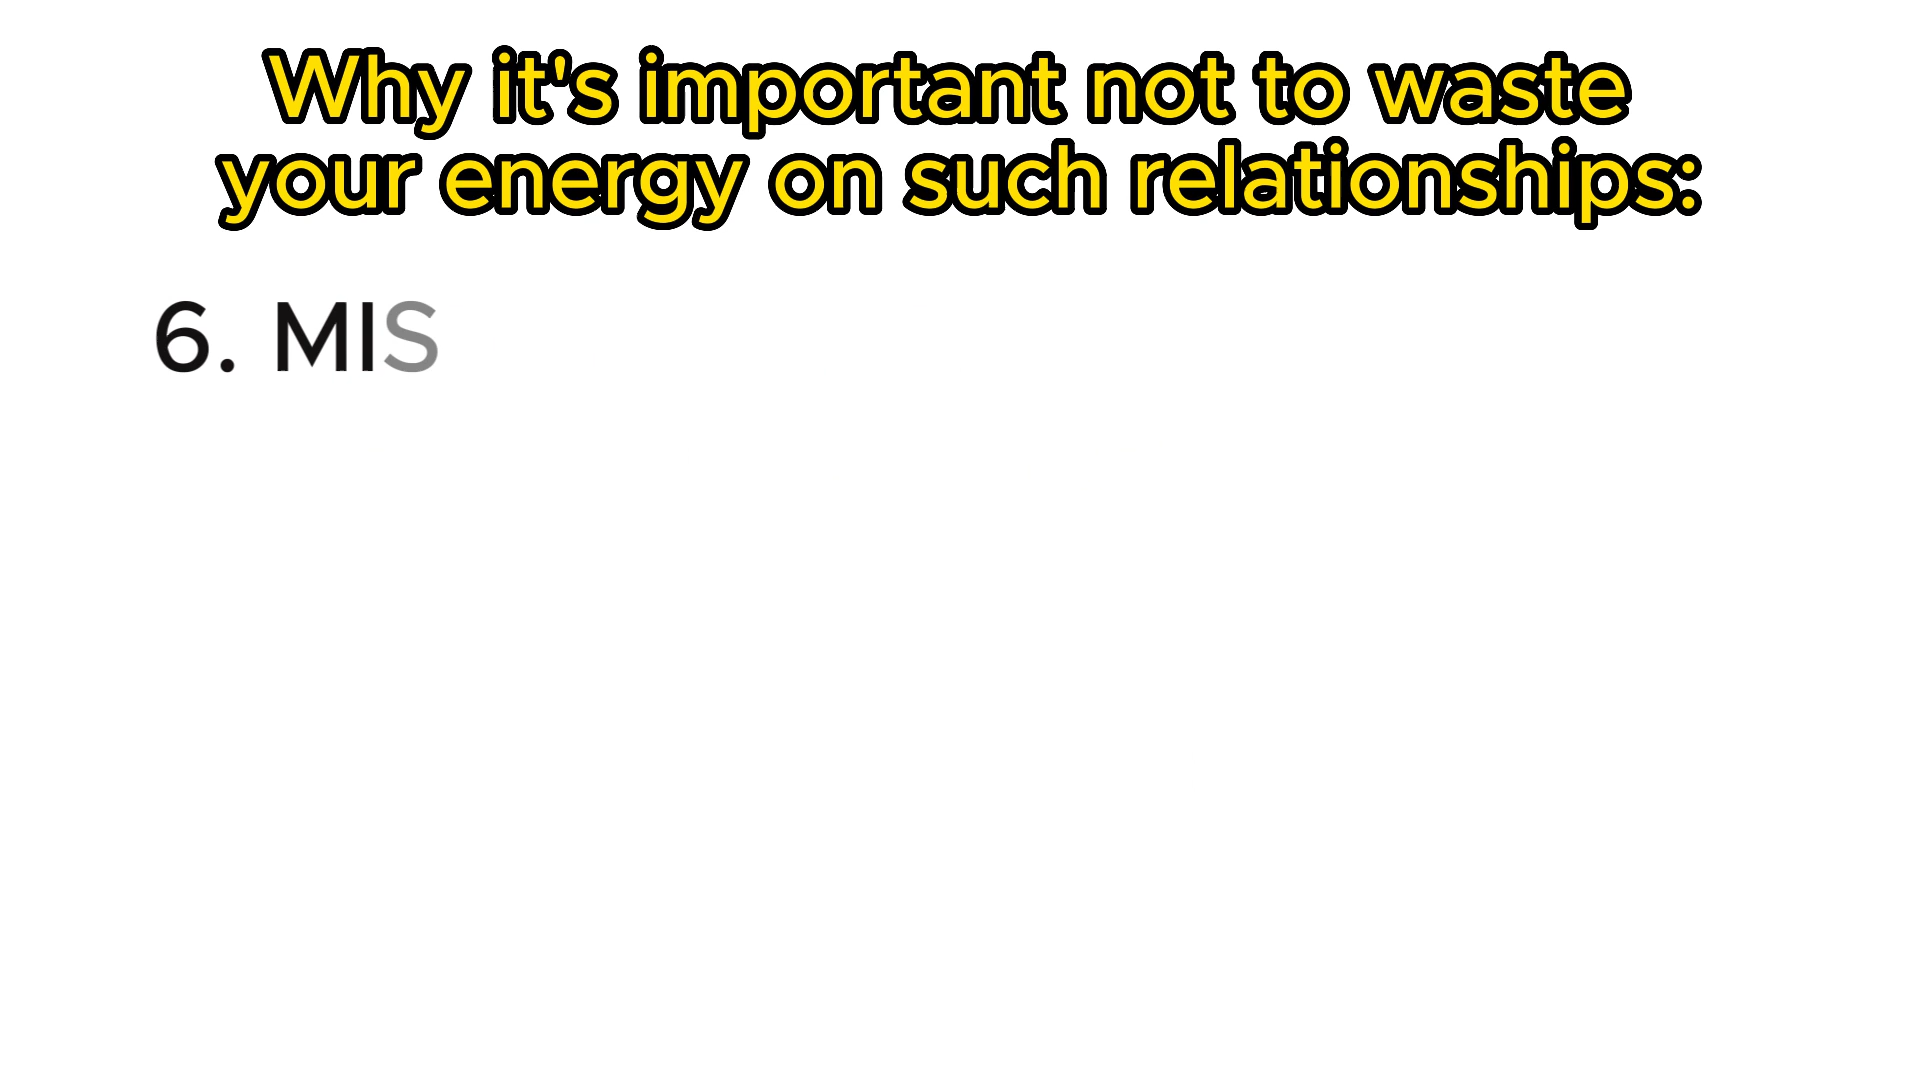 Why it's important not to waste
your energy on such relationships:
6. MIS